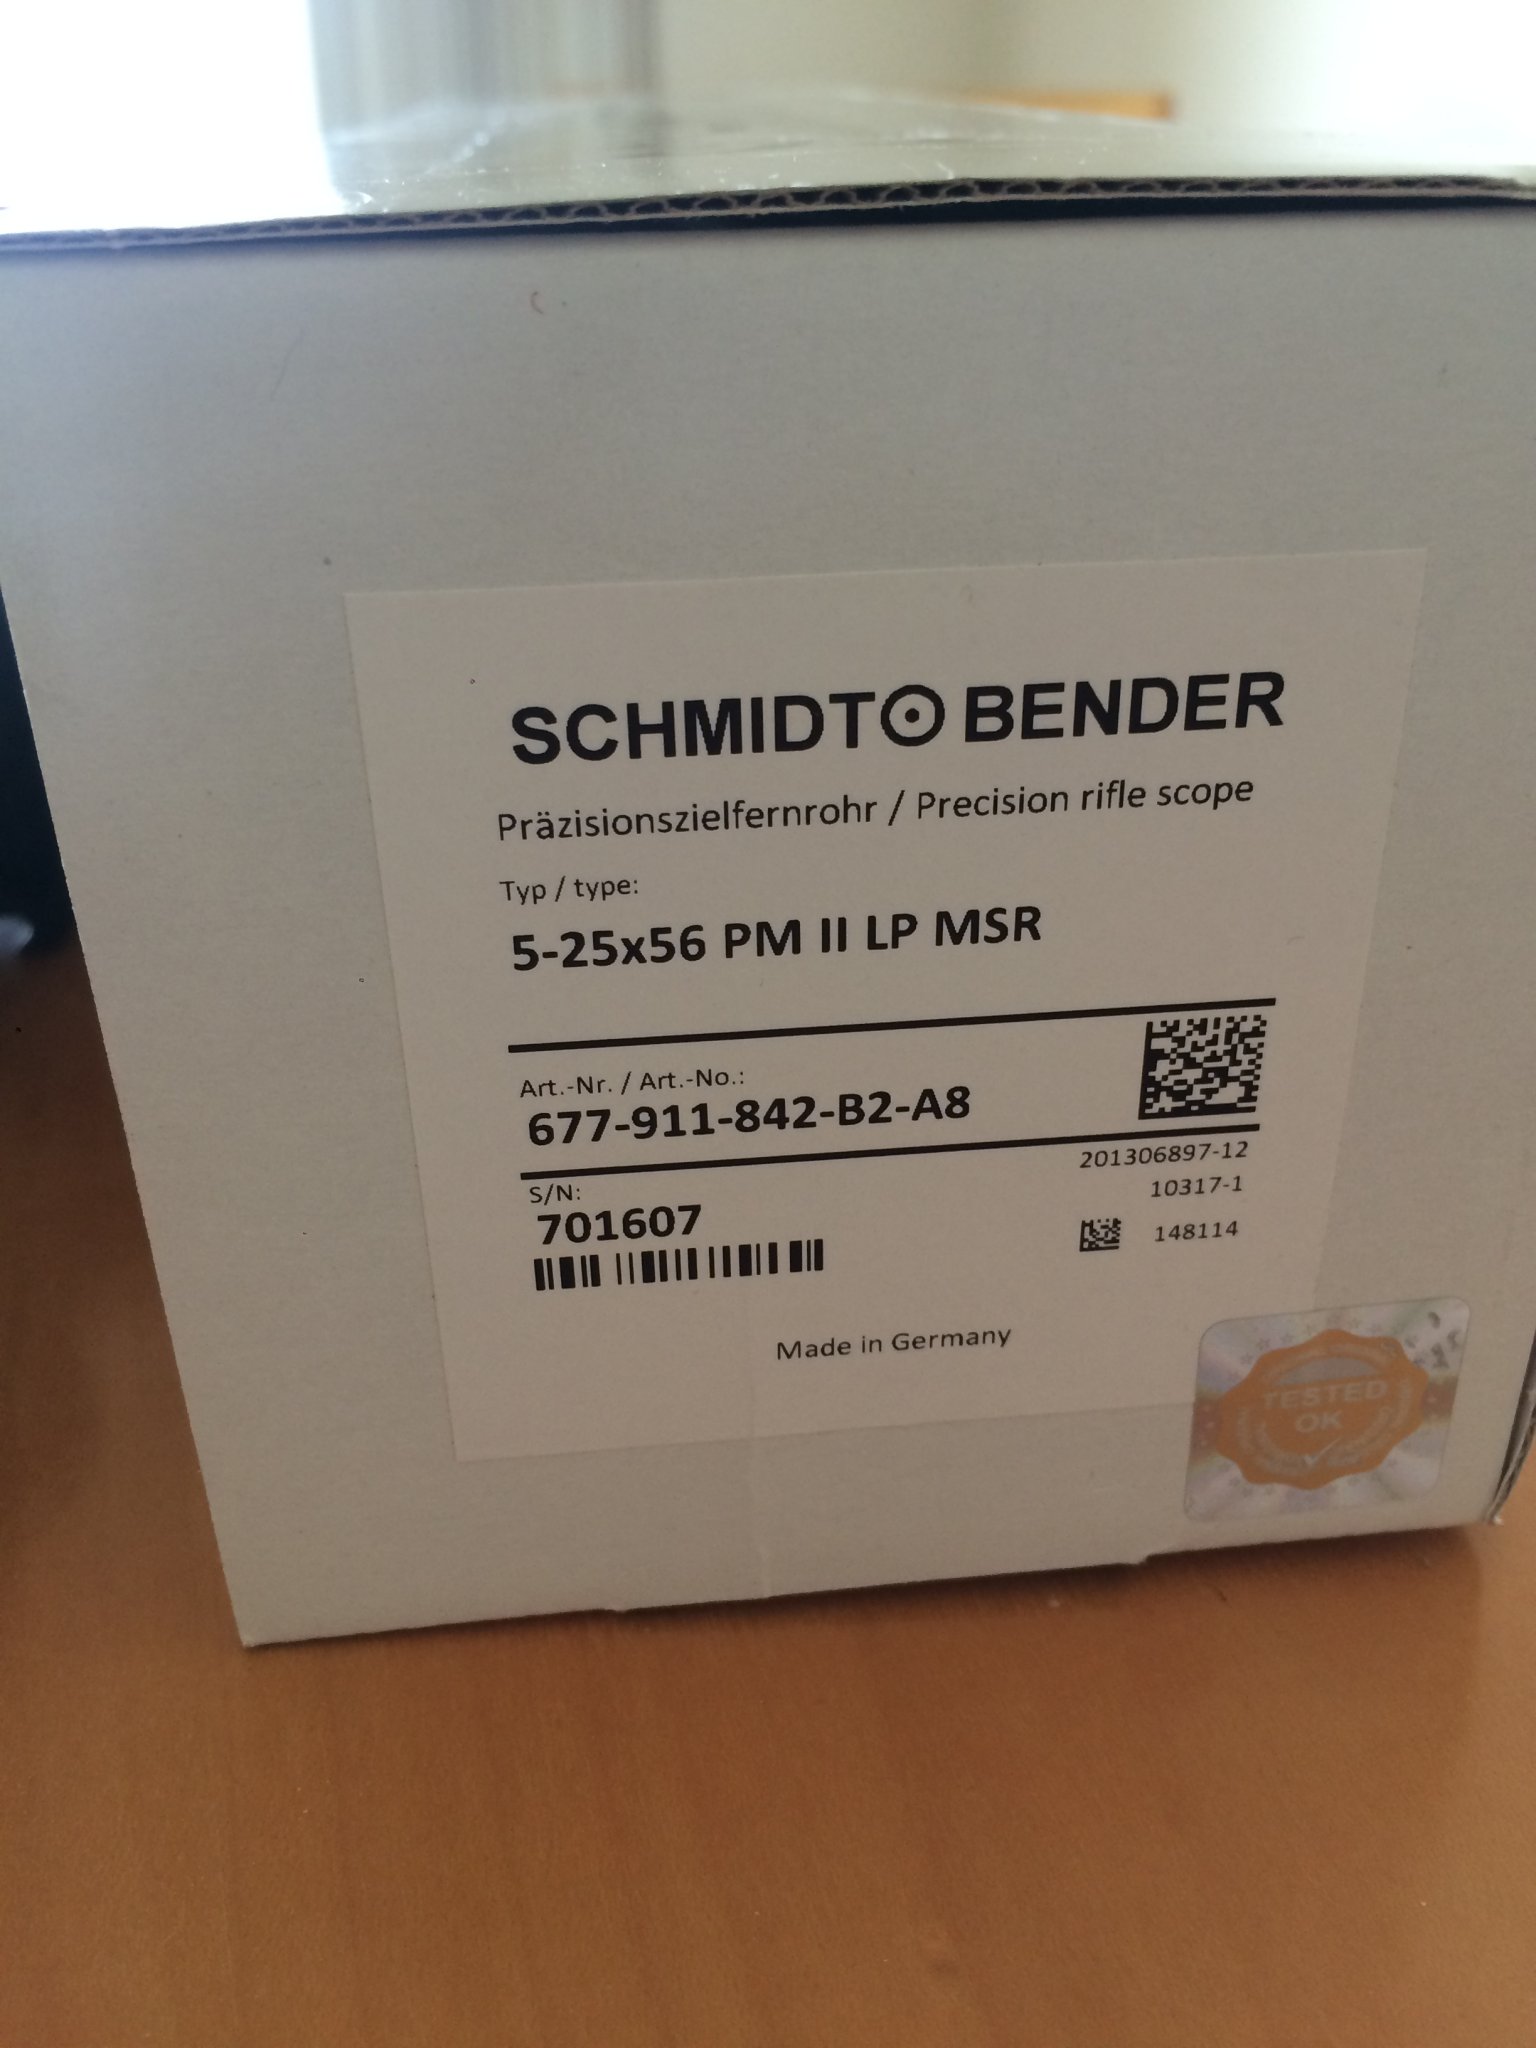 SCHMIDT BENDER
Präzisionszielfernrohr / Precision rifle scope
Typ / type:
5-25x56 PM II LP MSR
Art.-Nr. / Art.-No.:
677-911-842-B2-A8
201306897-12
S/N:
10317-1
701607
148114
Made in Germany
TESTED
OK